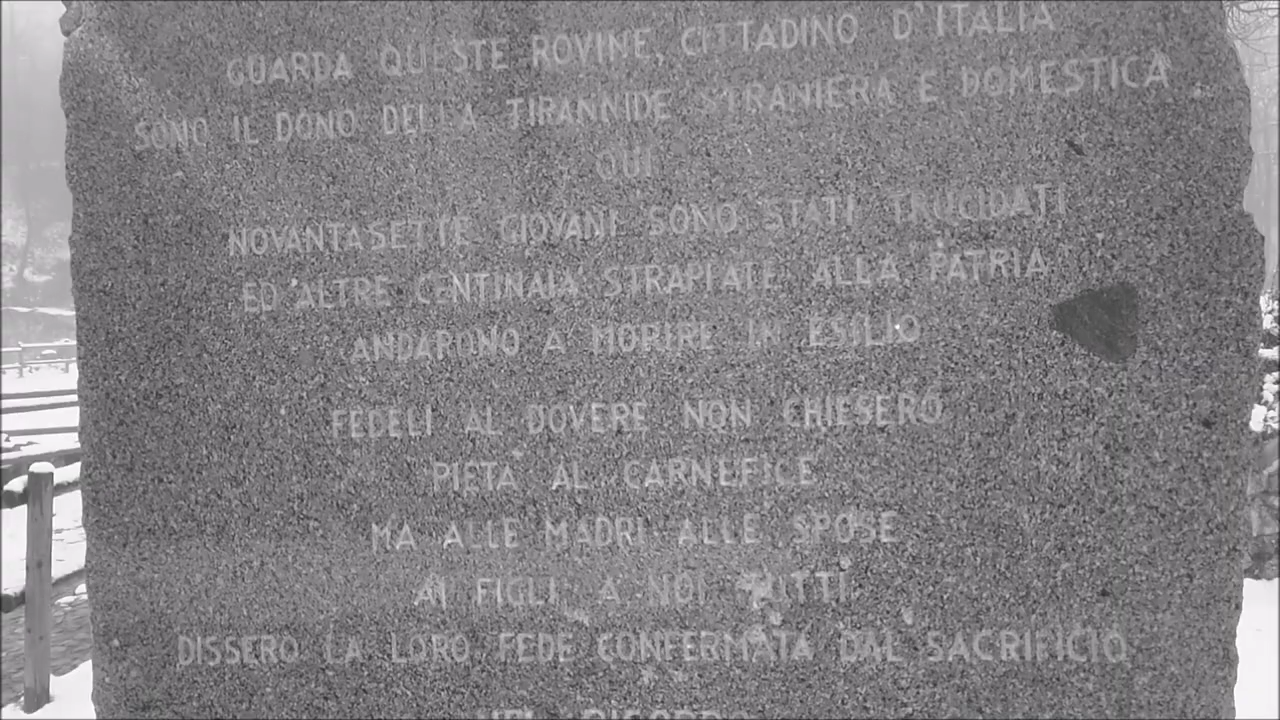 GUARDA QUESTE ROVINE, CITTADINO D'ITALIA
SONO IL DONO DELLA TIRANNIDE STRANIERA E DOMESTICA
QUI
NOVANTASETTE GIOVANI SONO STATI TRUCIDATI
ED ALTRE CENTINAIA STRAPPATE ALLA PATRIA
ANDARONO A MORIRE IN ESILIO
FEDELI AL DOVERE NON CHIESERO
PIETA' AL CARNEFICE
MA ALLE MADRI ALLE SPOSE
AI FIGLI A NOI TUTTI
DISSERO LA LORO FEDE CONFERMATA DAL SACRIFICIO